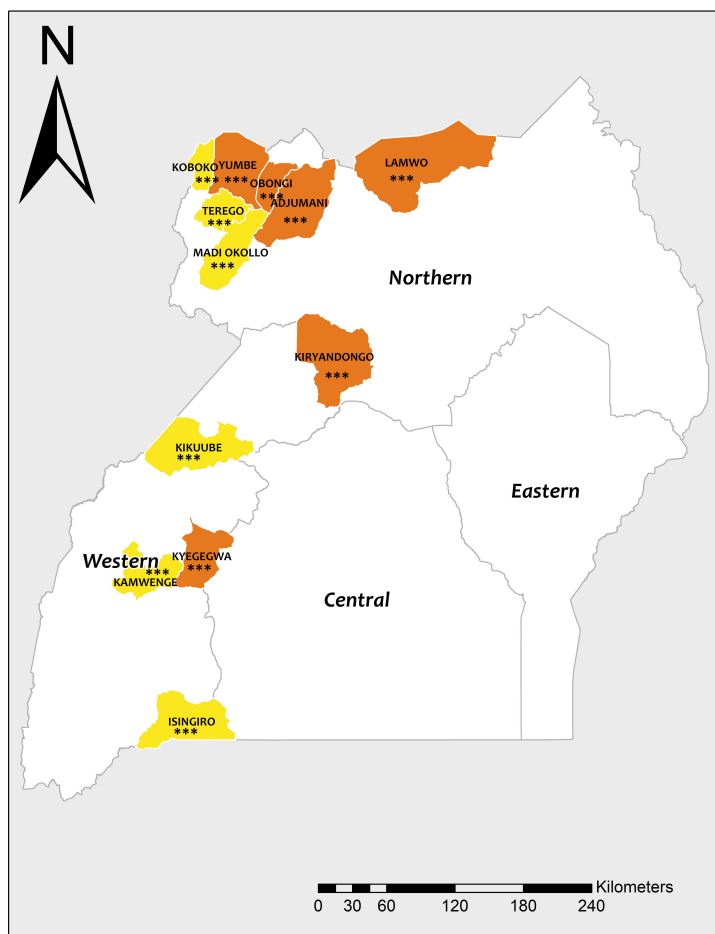 N
LAMWO
***
KOBOKO
***
YUMBE
***
OBONGI
***
ADJUMANI
***
TEREGO
***
MADI OKOLLO
***
Northern
KIRYANDONGO
***
KIKUUBE
***
Eastern
Western
KYEGEGWA
***
***
KAMWENGE
Central
ISINGIRO
***
Kilometers
0 30 60 120 180 240